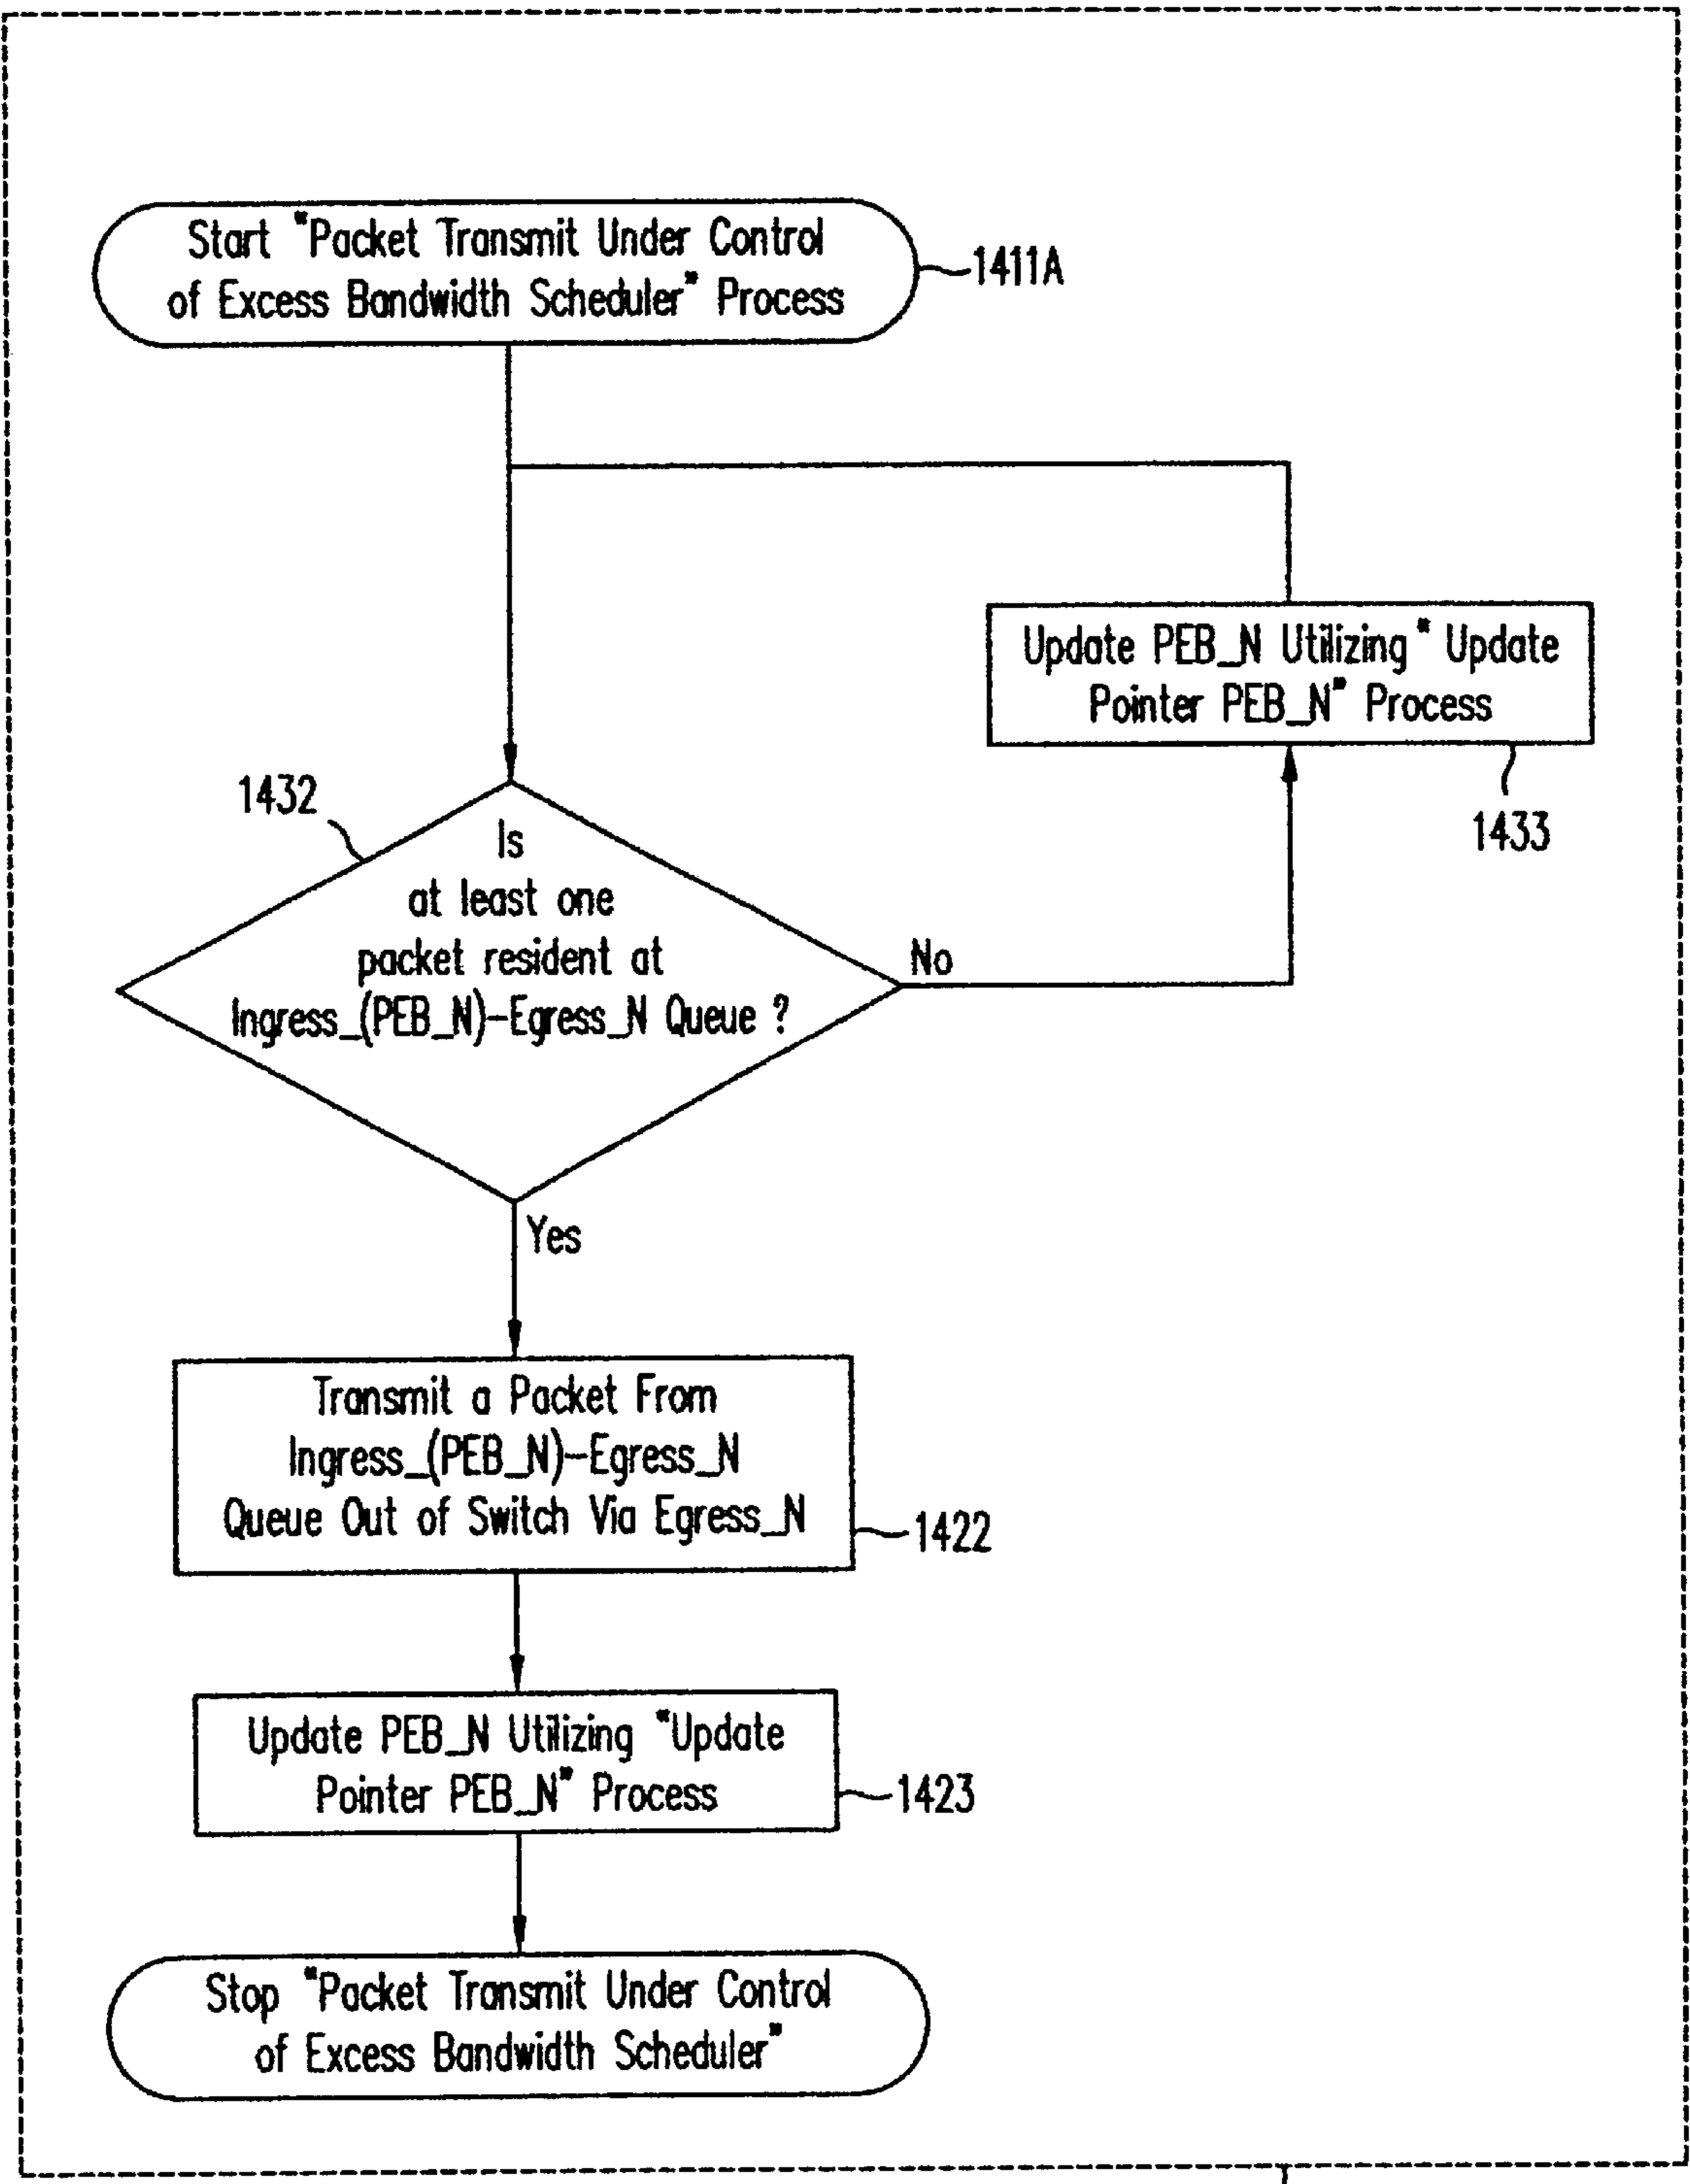 Start "Packet Transmit Under Control
of Excess Bandwidth Scheduler" Process
1411A
Update PEB_N Utilizing " Update
Pointer PEB_N" Process
1433
1432
Is
at least one
packet resident at
Ingress_(PEB_N)-Egress_N Queue ?
No
Yes
Transmit a Packet From
Ingress_(PEB_N)-Egress_N
Queue Out of Switch Via Egress_N
1422
Update PEB_N Utilizing "Update
Pointer PEB_N" Process
1423
Stop "Packet Transmit Under Control
of Excess Bandwidth Scheduler"